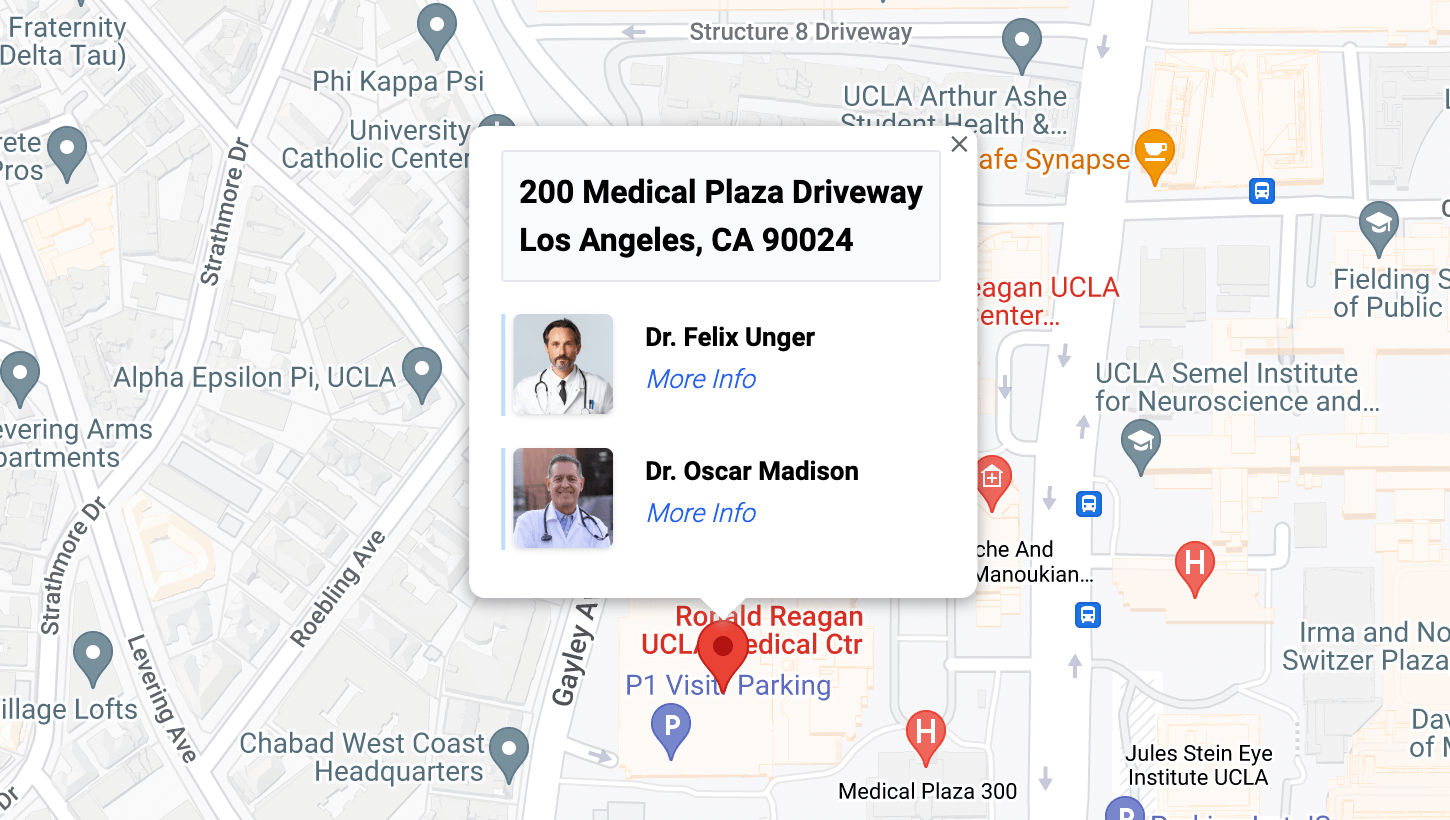 Fraternity
(Delta Tau)
Phi Kappa Psi
Structure 8 Driveway
UCLA Arthur Ashe
Student Health &...
University
Catholic Center
afe Synapse
rete
Pros
Strathmore Dr
200 Medical Plaza Driveway
Los Angeles, CA 90024
Dr. Felix Unger
More Info
Dr. Oscar Madison
More Info
eagan UCLA
Center...
Fielding S
of Public
UCLA Semel Institute
for Neuroscience and...
Alpha Epsilon Pi, UCLA
evering Arms
partments
Strathmore Dr
Roebling Ave
Levering Ave
Gayley A
che And
Manoukian...
H
Ronald Reagan
UCLA Medical Ctr
P1 Visit Parking
P
Irma and No
Switzer Plaza
illage Lofts
Chabad West Coast
Headquarters
H
Medical Plaza 300
Jules Stein Eye
Institute UCLA
Dav
of M
Dr
P